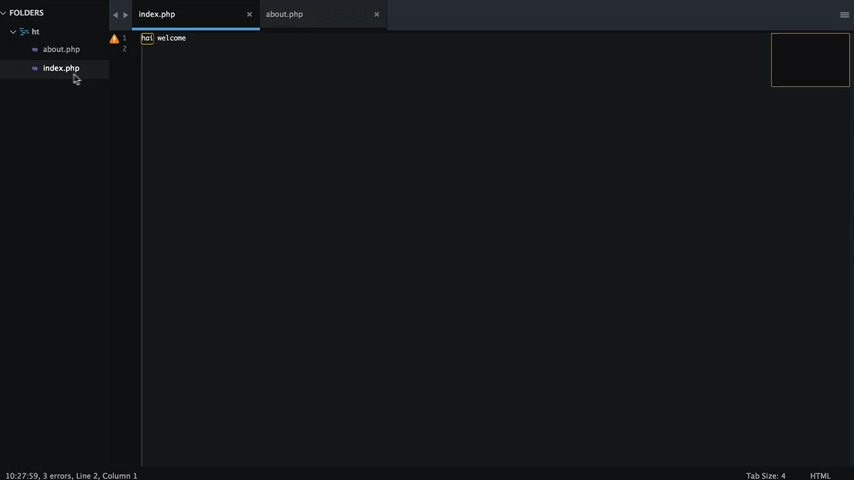 FOLDERS
ht
about.php
index.php
index.php
about.php
1 hai welcome
2
10:27:59, 3 errors, Line 2, Column 1
Tab Size: 4
HTML